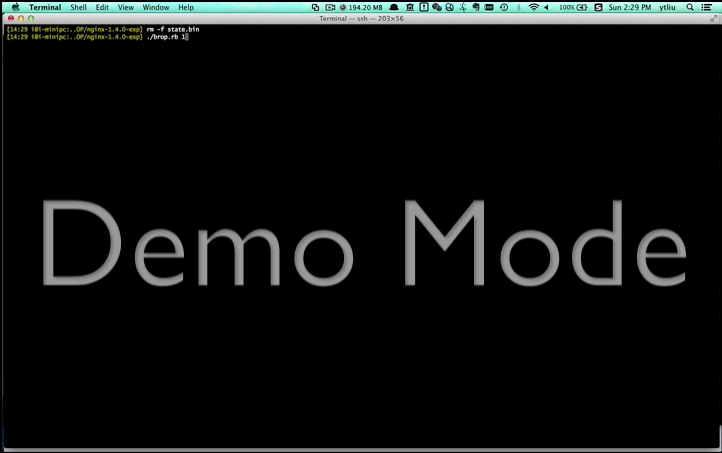 Terminal Shell Edit View Window Help 194.20 MB 100% Sun 2:29 PM ytliu
Terminal — ssh — 203×56
[14:29 i0i-minipc:..OP/nginx-1.4.0-exp] rm -f state.bin
[14:29 i0i-minipc:..OP/nginx-1.4.0-exp] ./brop.rb 1
Demo Mode